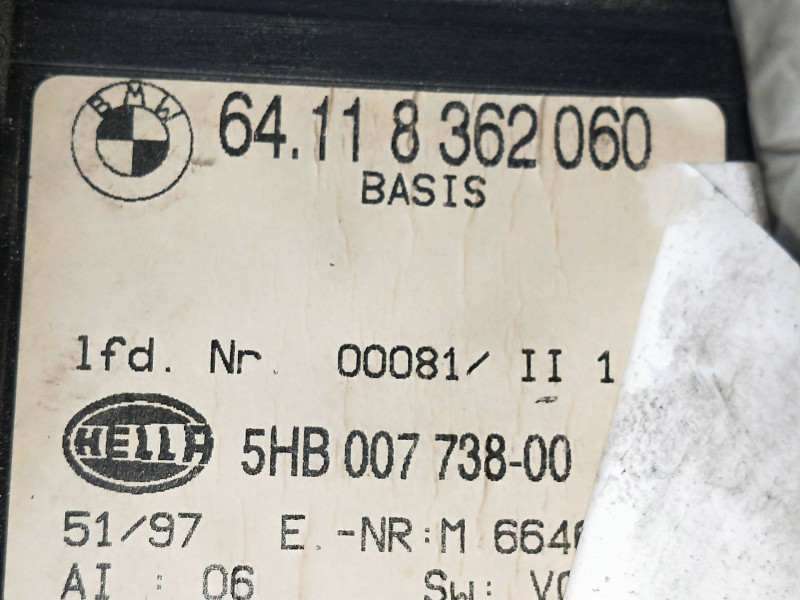 BMW 64.11 8 362 060
BASIS
lfd. Nr. 00081/ II 1
HELLA 5HB 007 738-00
51/97 E.-NR:M 664
AI : 06 Sw: